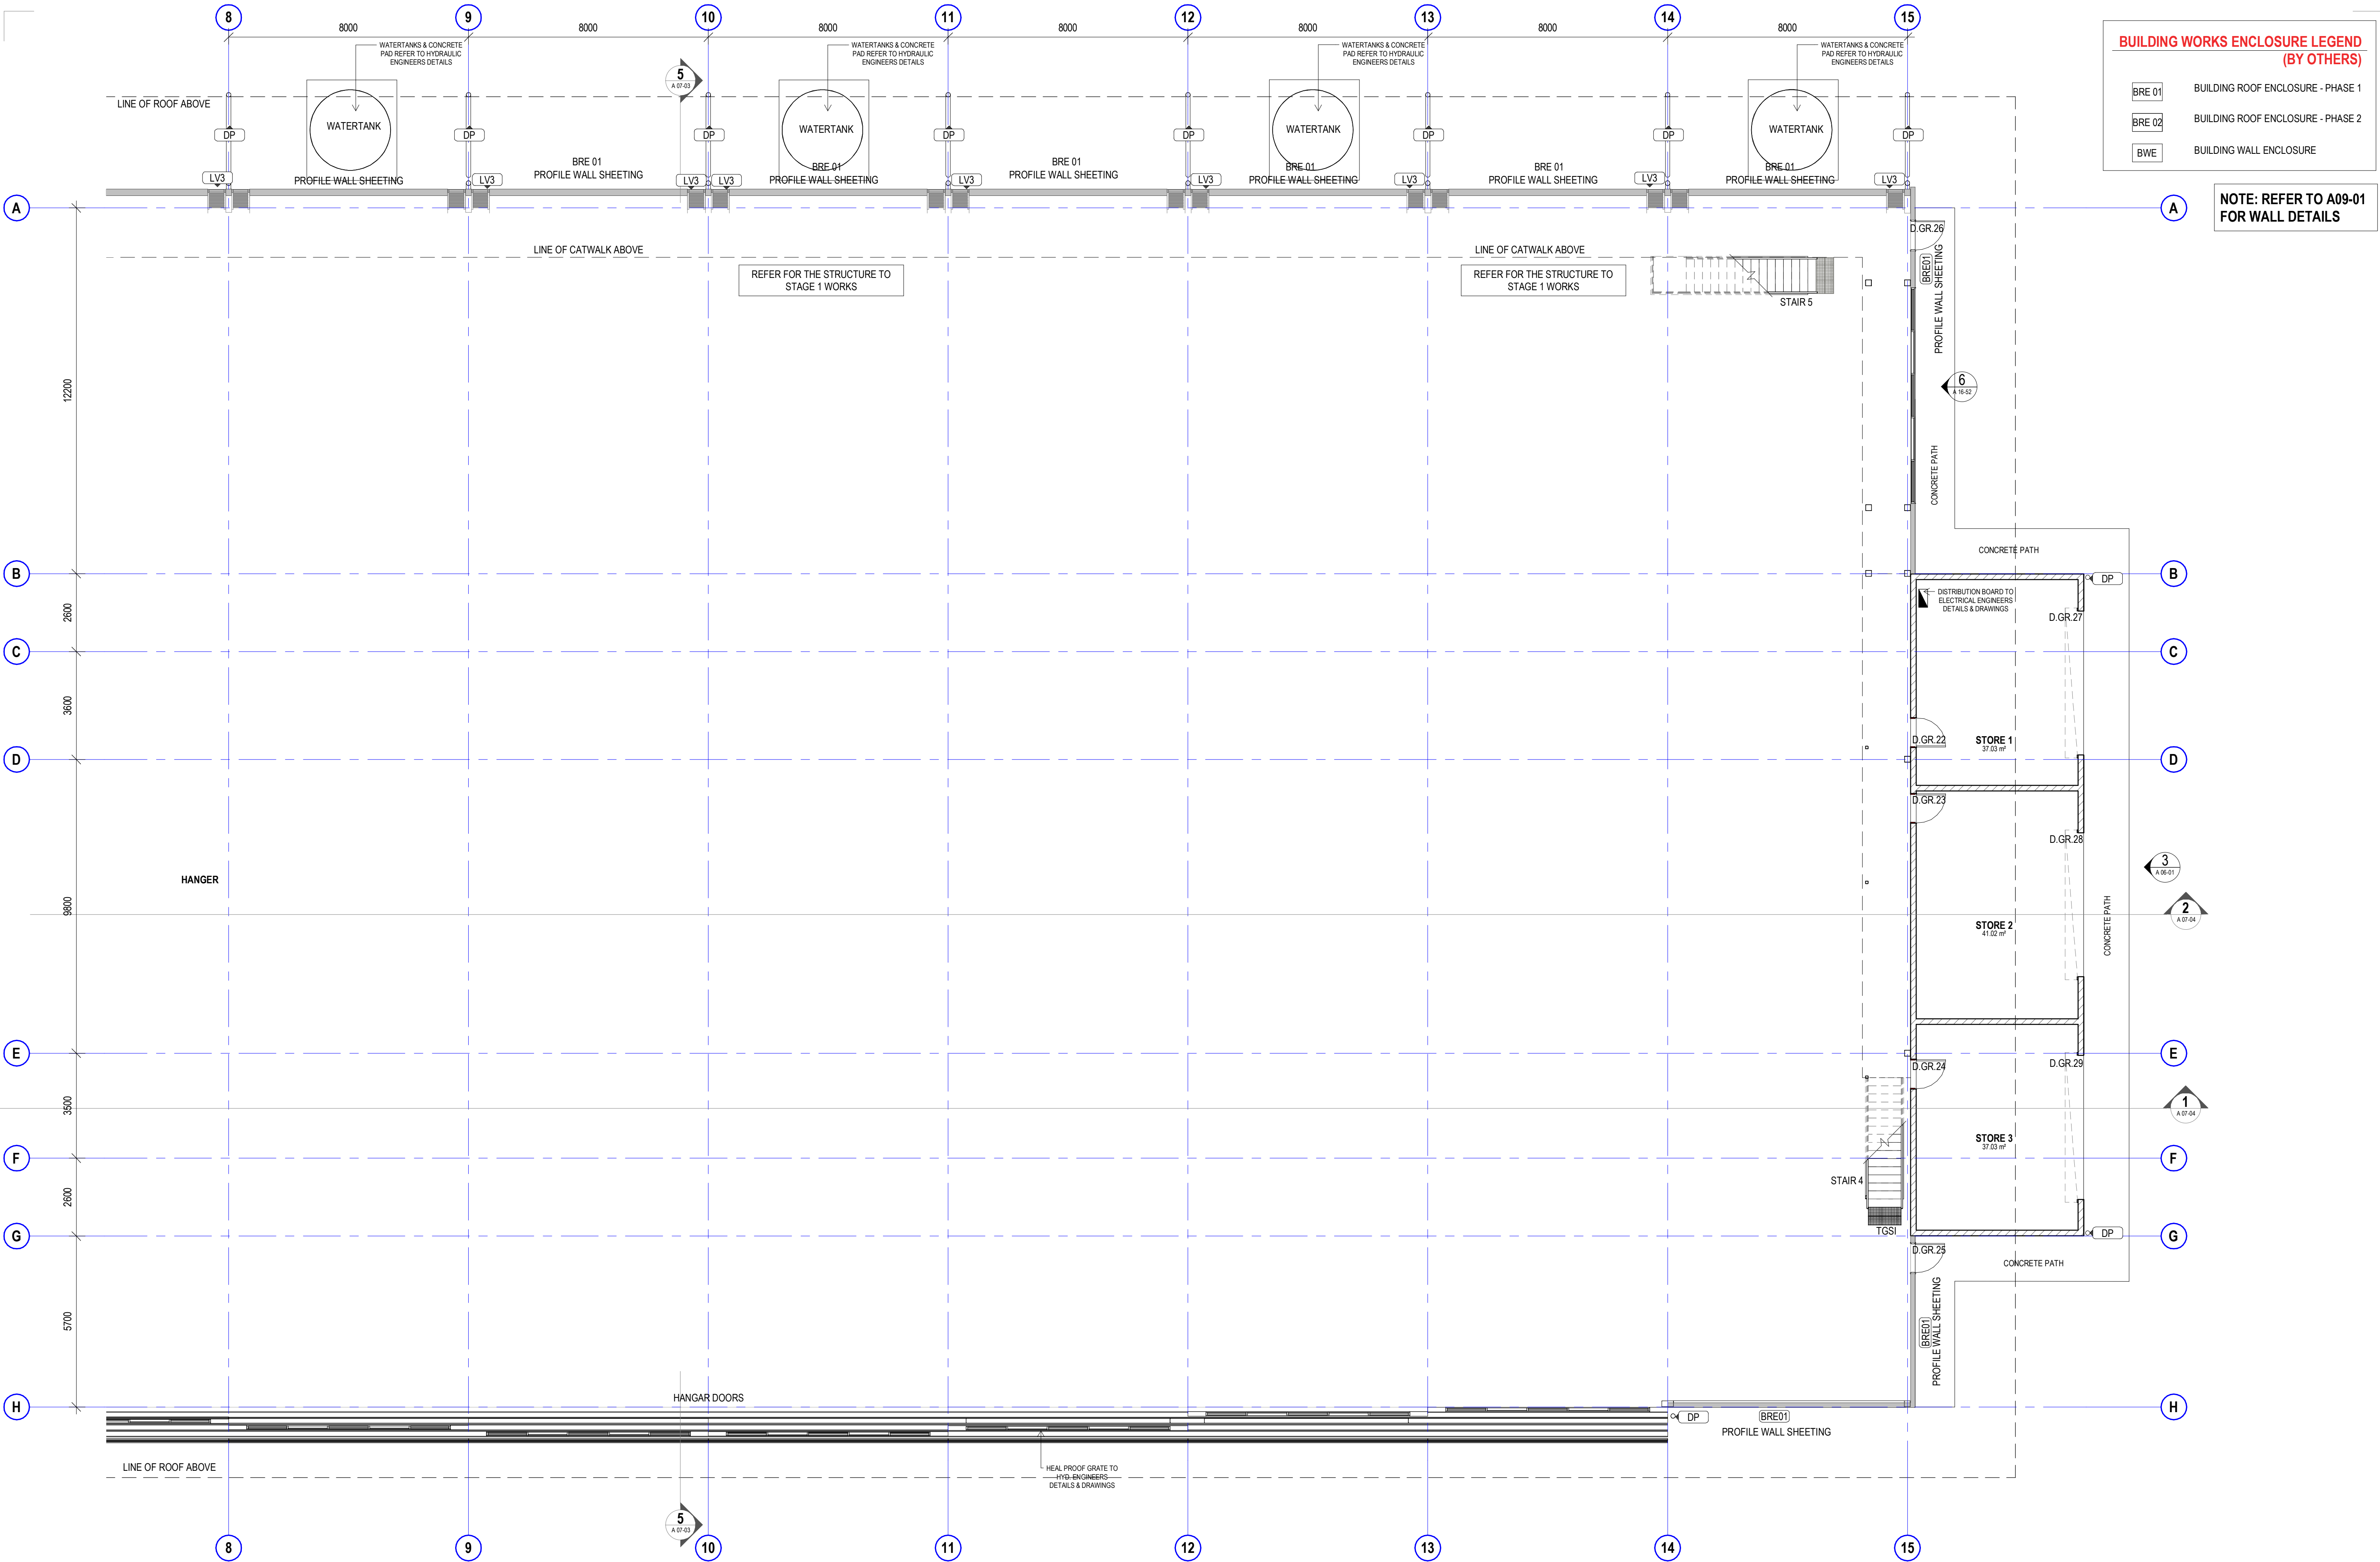 8 9 10 11 12 13 14 15
8000 8000 8000 8000 8000 8000 8000
BUILDING WORKS ENCLOSURE LEGEND
(BY OTHERS)
BRE 01 BUILDING ROOF ENCLOSURE - PHASE 1
BRE 02 BUILDING ROOF ENCLOSURE - PHASE 2
BWE BUILDING WALL ENCLOSURE
NOTE: REFER TO A09-01
FOR WALL DETAILS
WATERTANKS & CONCRETE
PAD REFER TO HYDRAULIC
ENGINEERS DETAILS
WATERTANKS & CONCRETE
PAD REFER TO HYDRAULIC
ENGINEERS DETAILS
WATERTANKS & CONCRETE
PAD REFER TO HYDRAULIC
ENGINEERS DETAILS
WATERTANKS & CONCRETE
PAD REFER TO HYDRAULIC
ENGINEERS DETAILS
5
A 07-03
LINE OF ROOF ABOVE
WATERTANK WATERTANK WATERTANK WATERTANK
DP DP DP DP DP DP DP DP
BRE 01
PROFILE WALL SHEETING
BRE 01
PROFILE WALL SHEETING
BRE 01
PROFILE WALL SHEETING
BRE 01
PROFILE WALL SHEETING
BRE 01
PROFILE WALL SHEETING
BRE 01
PROFILE WALL SHEETING
PROFILE WALL SHEETING
LV3 LV3 LV3 LV3 LV3 LV3 LV3 LV3 LV3
A A
D.GR.26
BRE01
PROFILE WALL SHEETING
LINE OF CATWALK ABOVE LINE OF CATWALK ABOVE
REFER FOR THE STRUCTURE TO
STAGE 1 WORKS
REFER FOR THE STRUCTURE TO
STAGE 1 WORKS
STAIR 5
12200
6
A 16-52
CONCRETE PATH
CONCRETE PATH
B B
DP
DISTRIBUTION BOARD TO
ELECTRICAL ENGINEERS
DETAILS & DRAWINGS
2600
D.GR.27
C C
3600
D.GR.22
STORE 1
37.03 m²
D D
D.GR.23
D.GR.28
3
A 06-01
HANGER
9800
2
A 07-04
STORE 2
41.02 m²
CONCRETE PATH
E E
D.GR.24
D.GR.29
3500
1
A 07-04
STORE 3
37.03 m²
F F
STAIR 4
2600
TGSI
G G
DP
D.GR.25
CONCRETE PATH
5700
BRE01
PROFILE WALL SHEETING
HANGAR DOORS
H H
DP
BRE01
PROFILE WALL SHEETING
LINE OF ROOF ABOVE
HEAL PROOF GRATE TO
HYD. ENGINEERS
DETAILS & DRAWINGS
5
A 07-03
8 9 10 11 12 13 14 15